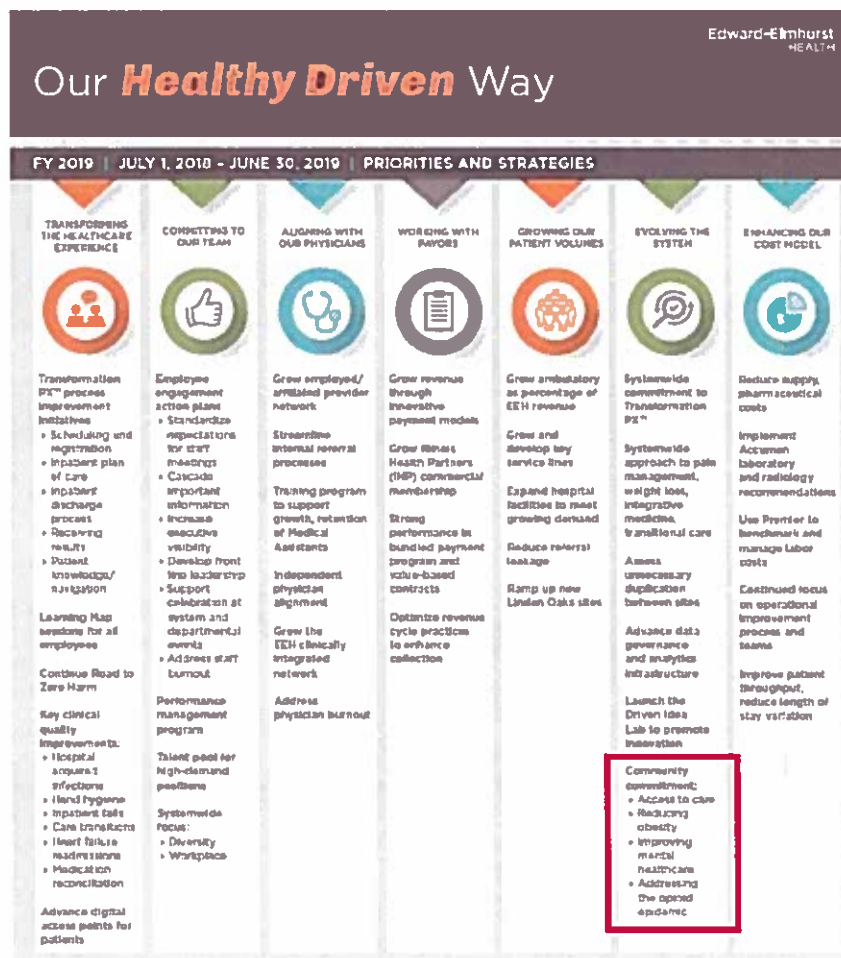 Edward-Elmhurst
HEALTH
Our Healthy Driven Way
FY 2019 | JULY 1, 2018 - JUNE 30, 2019 | PRIORITIES AND STRATEGIES
TRANSFORMING
THE HEALTHCARE
EXPERIENCE
Transformation
PX™ process
improvement
initiatives
• Scheduling and
registration
• Inpatient plan
of care
• Inpatient
discharge
process
• Receiving
results
• Patient
knowledge/
navigation
Learning Map
sessions for all
employees
Continue Road to
Zero Harm
Key clinical
quality
improvements:
• Hospital
acquired
infections
• Hand hygiene
• Inpatient falls
• Care transitions
• Heart failure
readmissions
• Medication
reconciliation
Advance digital
access points for
patients
COMMITTING TO
OUR TEAM
Employee
engagement
action plans
• Standardize
expectations
for staff
meetings
• Cascade
important
information
• Increase
executive
visibility
• Develop front
line leadership
• Support
celebration at
system and
departmental
events
• Address staff
burnout
Performance
management
program
Talent pool for
high-demand
positions
Systemwide
focus:
• Diversity
• Workplace
ALIGNING WITH
OUR PHYSICIANS
Grow employed/
affiliated provider
network
Streamline
internal referral
processes
Training program
to support
growth, retention
of Medical
Assistants
Independent
physician
alignment
Grow the
EEH clinically
integrated
network
Address
physician burnout
WORKING WITH
PAYORS
Grow revenue
through
innovative
payment models
Grow Illinois
Health Partners
(IHP) commercial
membership
Strong
performance in
bundled payment
program and
value-based
contracts
Optimize revenue
cycle practices
to enhance
collection
GROWING OUR
PATIENT VOLUMES
Grow ambulatory
as percentage of
EEH revenue
Grow and
develop key
service lines
Expand hospital
facilities to meet
growing demand
Reduce referral
leakage
Ramp up new
Linden Oaks sites
EVOLVING THE
SYSTEM
Systemwide
commitment to
Transformation
PX™
Systemwide
approach to pain
management,
weight loss,
integrative
medicine,
transitional care
Assess
unnecessary
duplication
between sites
Advance data
governance
and analytics
infrastructure
Launch the
Driven Idea
Lab to promote
innovation
Community
commitment:
• Access to care
• Reducing
obesity
• Improving
mental
healthcare
• Addressing
the opioid
epidemic
ENHANCING OUR
COST MODEL
Reduce supply,
pharmaceutical
costs
Implement
Accumen
laboratory
and radiology
recommendations
Use Premier to
benchmark and
manage labor
costs
Continued focus
on operational
improvement
process and
teams
Improve patient
throughput,
reduce length of
stay variation